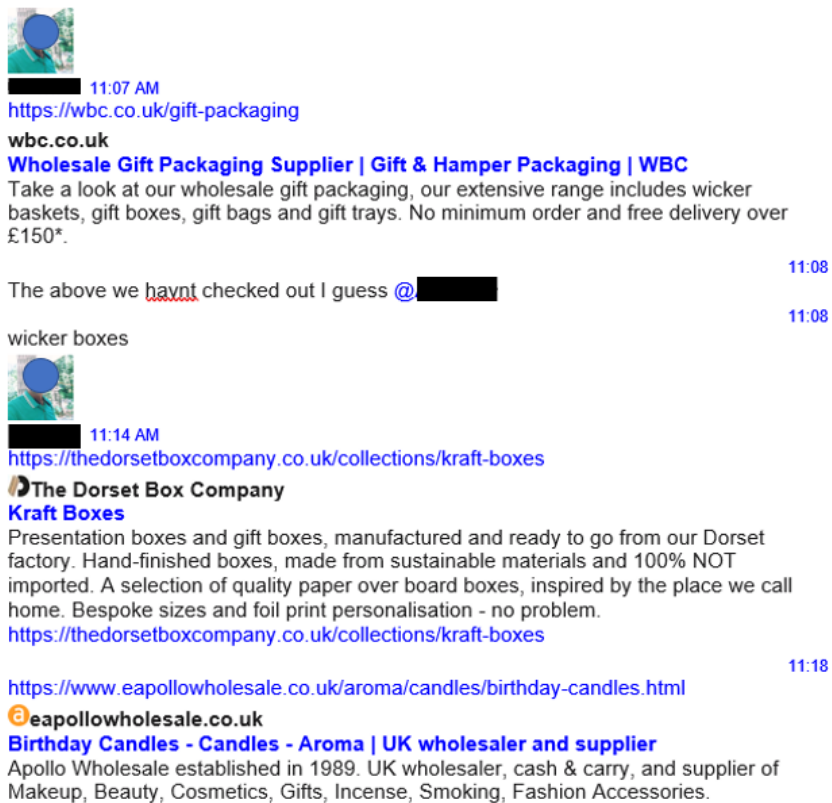 11:07 AM
https://wbc.co.uk/gift-packaging
wbc.co.uk
Wholesale Gift Packaging Supplier | Gift & Hamper Packaging | WBC
Take a look at our wholesale gift packaging, our extensive range includes wicker
baskets, gift boxes, gift bags and gift trays. No minimum order and free delivery over
£150*.
11:08
The above we havnt checked out I guess @
11:08
wicker boxes
11:14 AM
https://thedorsetboxcompany.co.uk/collections/kraft-boxes
The Dorset Box Company
Kraft Boxes
Presentation boxes and gift boxes, manufactured and ready to go from our Dorset
factory. Hand-finished boxes, made from sustainable materials and 100% NOT
imported. A selection of quality paper over board boxes, inspired by the place we call
home. Bespoke sizes and foil print personalisation - no problem.
https://thedorsetboxcompany.co.uk/collections/kraft-boxes
11:18
https://www.eapollowholesale.co.uk/aroma/candles/birthday-candles.html
eapollowholesale.co.uk
Birthday Candles - Candles - Aroma | UK wholesaler and supplier
Apollo Wholesale established in 1989. UK wholesaler, cash & carry, and supplier of
Makeup, Beauty, Cosmetics, Gifts, Incense, Smoking, Fashion Accessories.